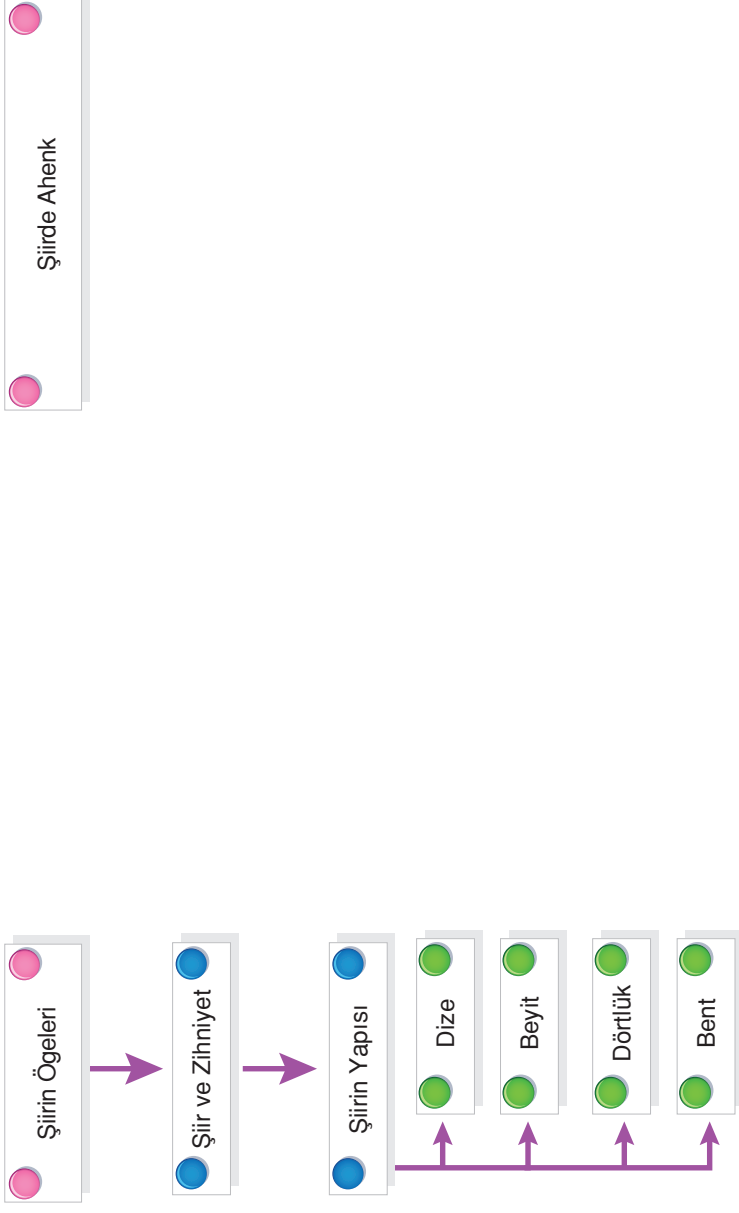 Şiirin Ögeleri
Şiir ve Zihniyet
Şiirin Yapısı
Dize
Beyit
Dörtlük
Bent
Şiirde Ahenk